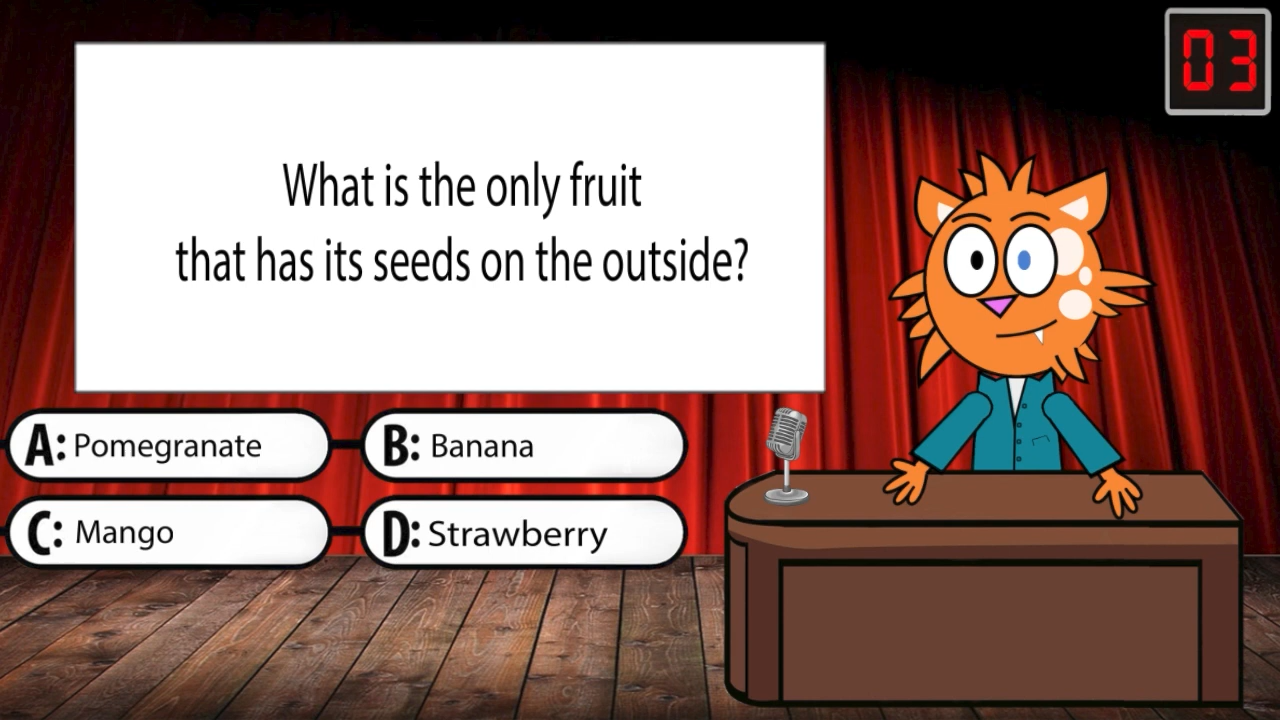 03
What is the only fruit
that has its seeds on the outside?
A: Pomegranate
B: Banana
C: Mango
D: Strawberry